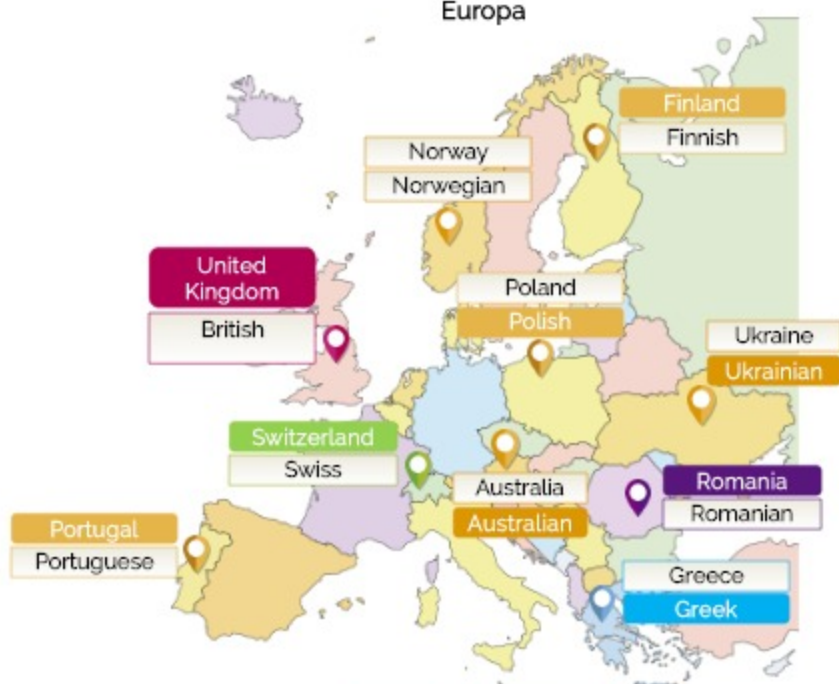 Europa
Finland
Finnish
Norway
Norwegian
United
Kingdom
British
Poland
Polish
Ukraine
Ukrainian
Switzerland
Swiss
Australia
Australian
Romania
Romanian
Portugal
Portuguese
Greece
Greek